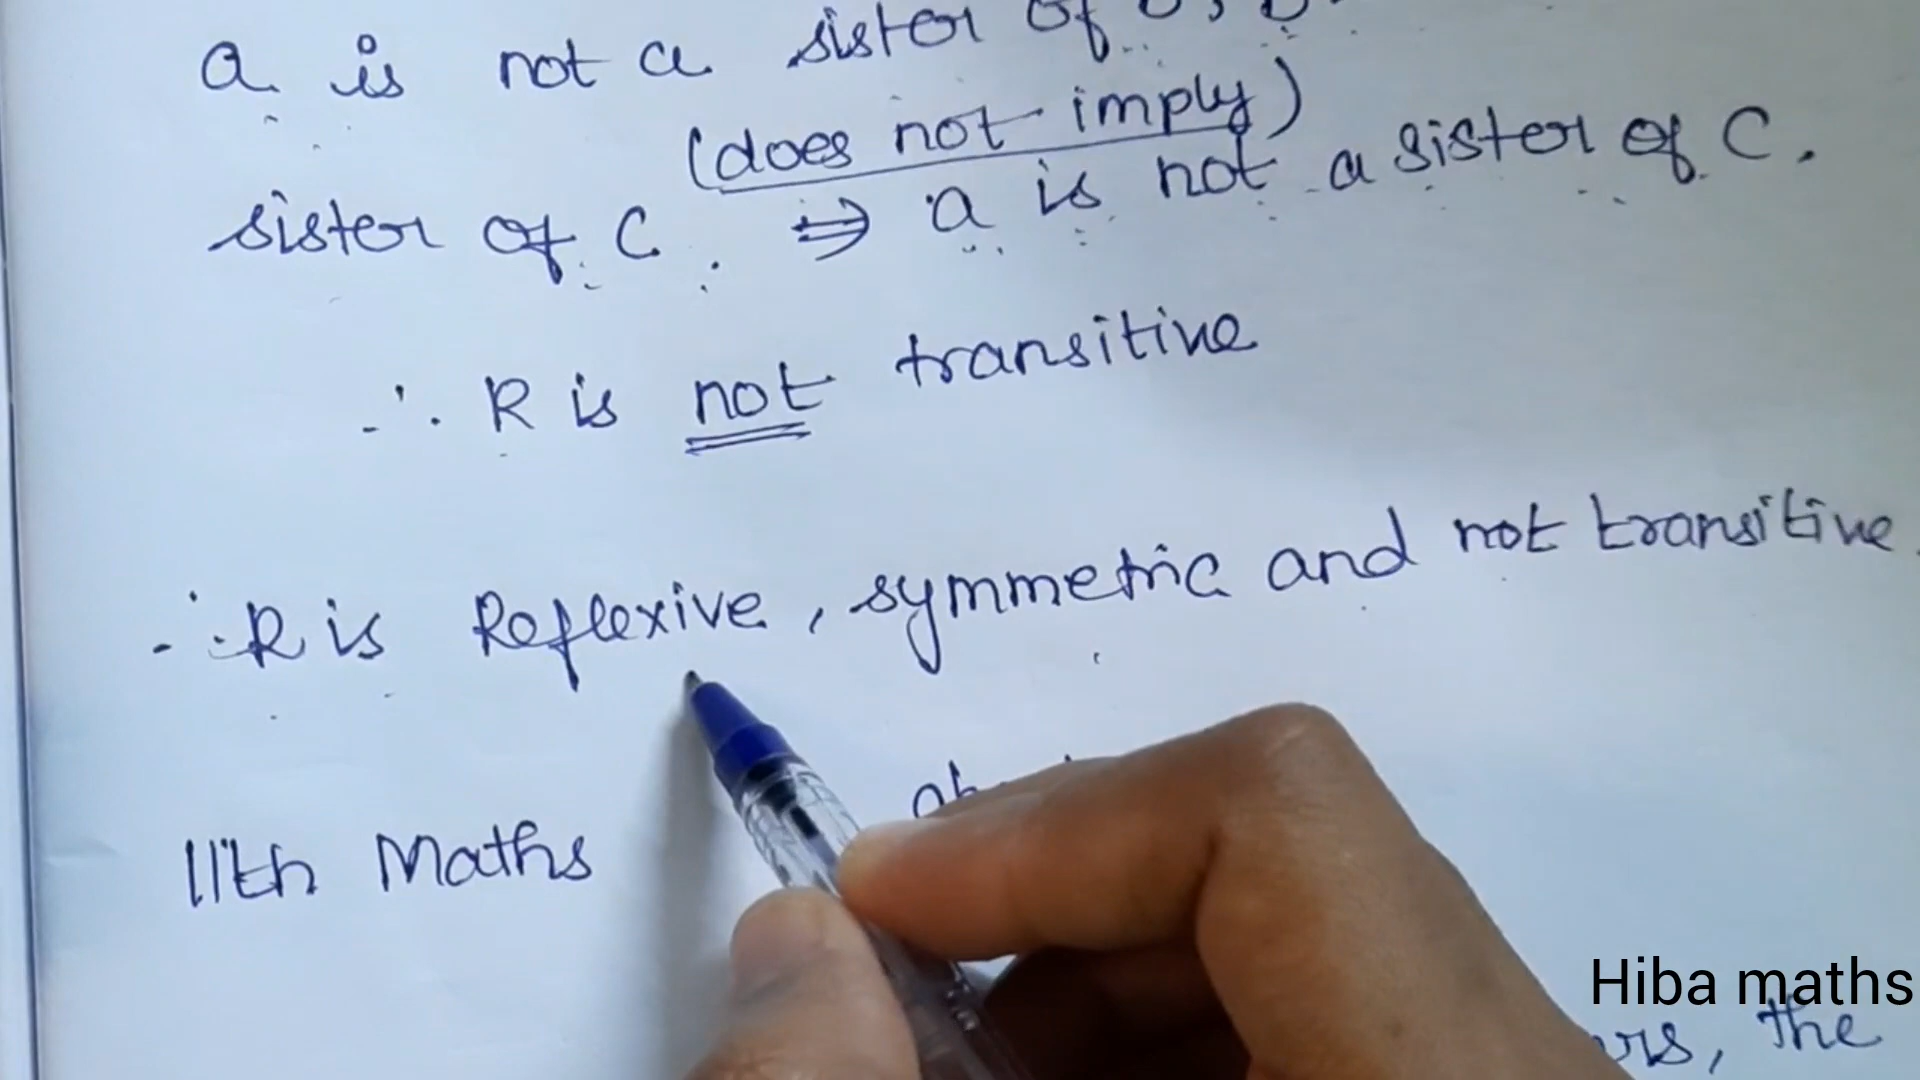 a is not a sister of b, b
(does not imply)
sister of C ⇏ a is not a sister of C.
∴ R is not transitive
∴ R is Reflexive, symmetric and not transitive.
11th Maths
Hiba maths
the